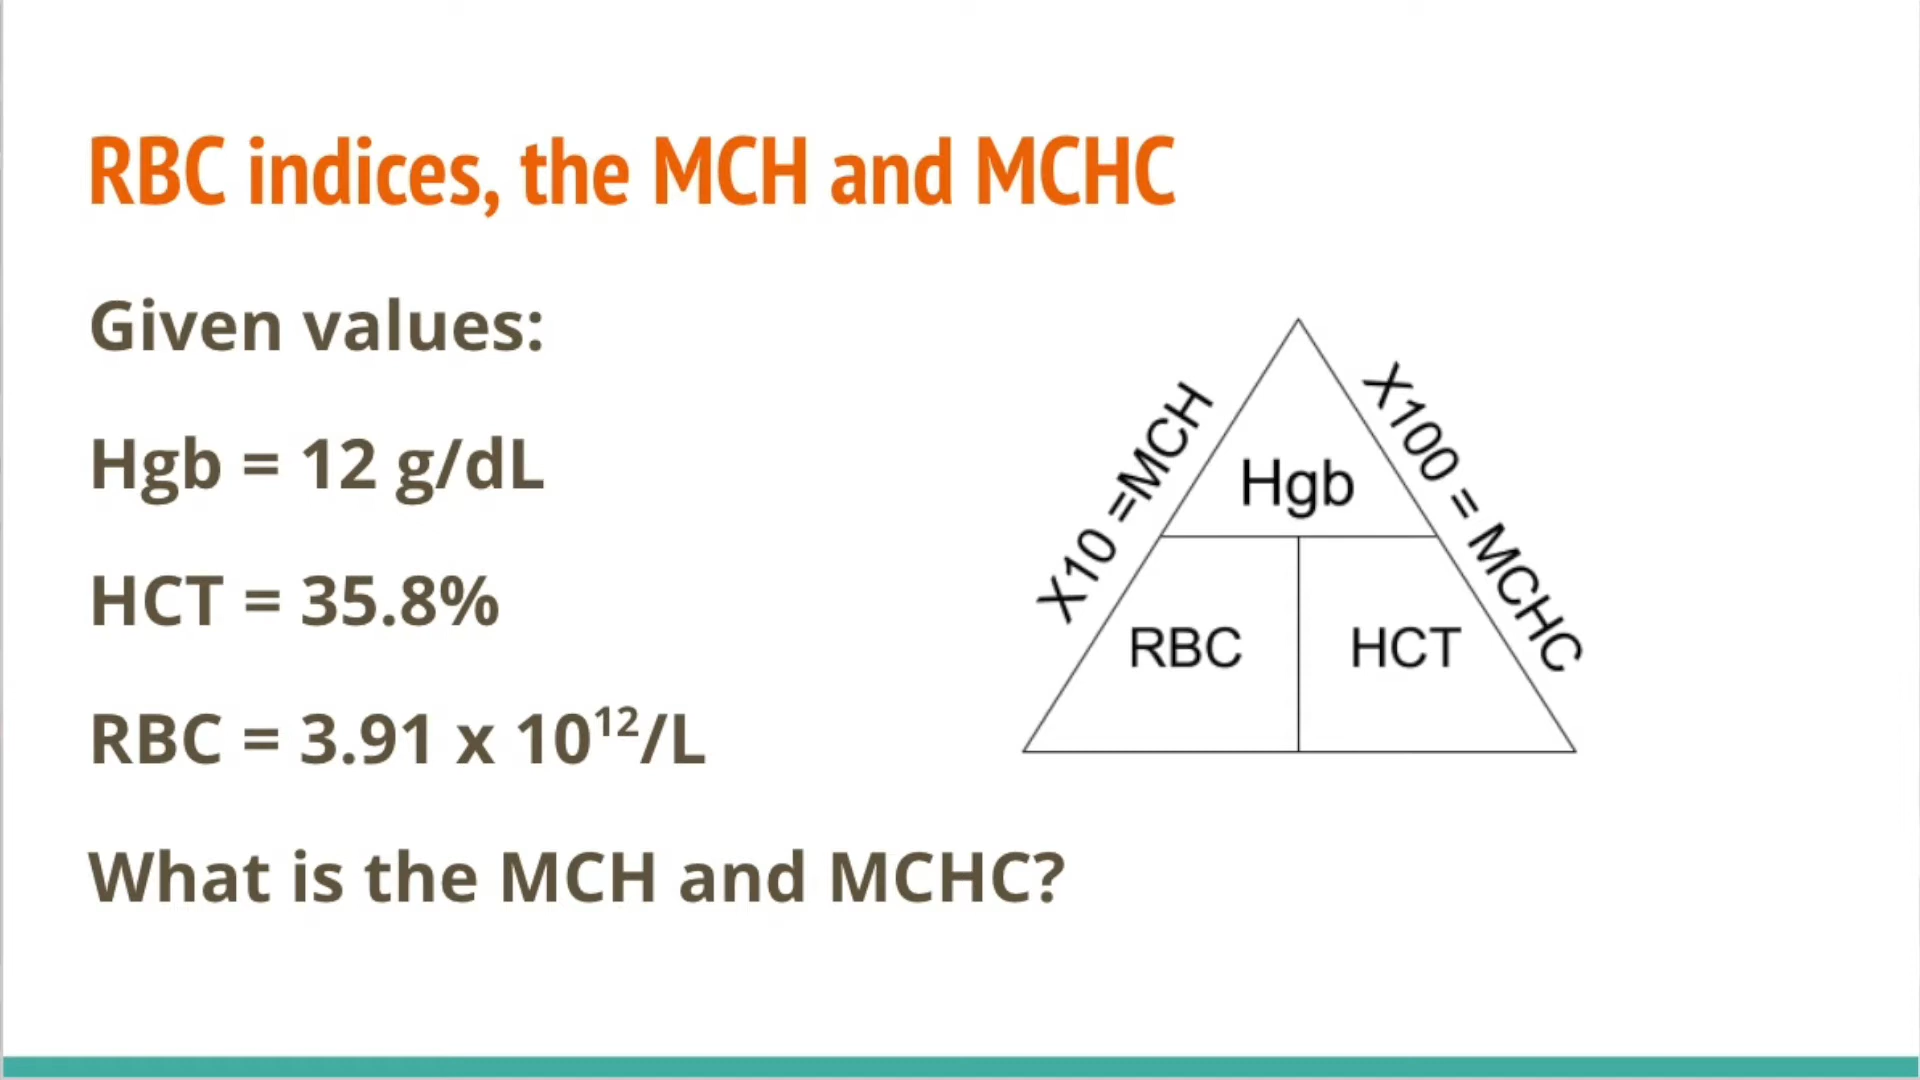 RBC indices, the MCH and MCHC
Given values:
Hgb = 12 g/dL
HCT = 35.8%
RBC = 3.91 x 10¹²/L
What is the MCH and MCHC?
X10 =MCH
X100 = MCHC
Hgb
RBC
HCT